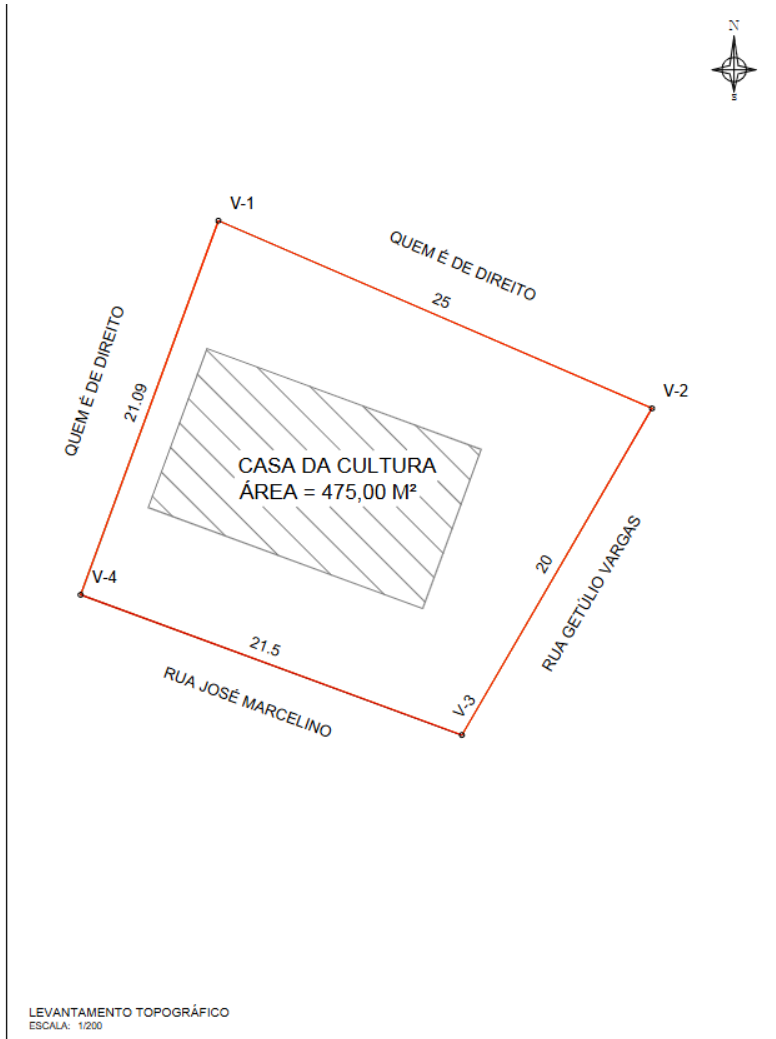 N
S
V-1
QUEM É DE DIREITO
25
V-2
QUEM É DE DIREITO
21.09
CASA DA CULTURA
ÁREA = 475,00 M²
20
RUA GETÚLIO VARGAS
V-4
21.5
RUA JOSÉ MARCELINO
V-3
LEVANTAMENTO TOPOGRÁFICO
ESCALA: 1/200